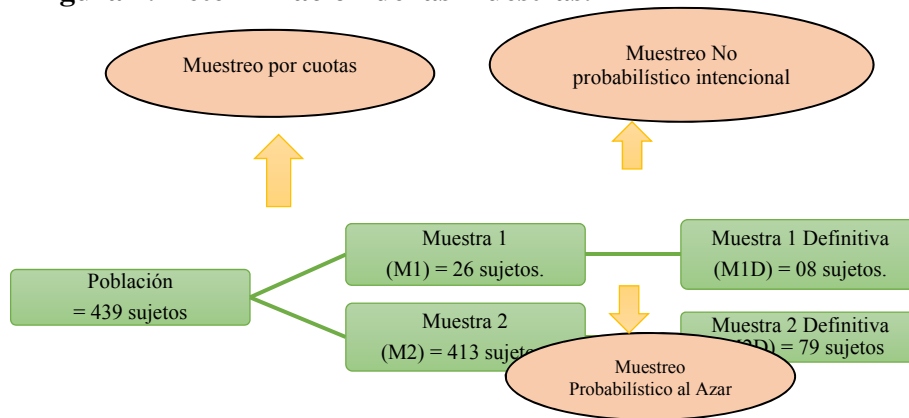 Muestreo por cuotas
Muestreo No
probabilístico intencional
Muestra 1
(M1) = 26 sujetos.
Muestra 1 Definitiva
(M1D) = 08 sujetos.
Población
= 439 sujetos
Muestra 2
(M2) = 413
Muestra 2 Definitiva
= 79 sujetos
Muestreo
Probabilístico al Azar